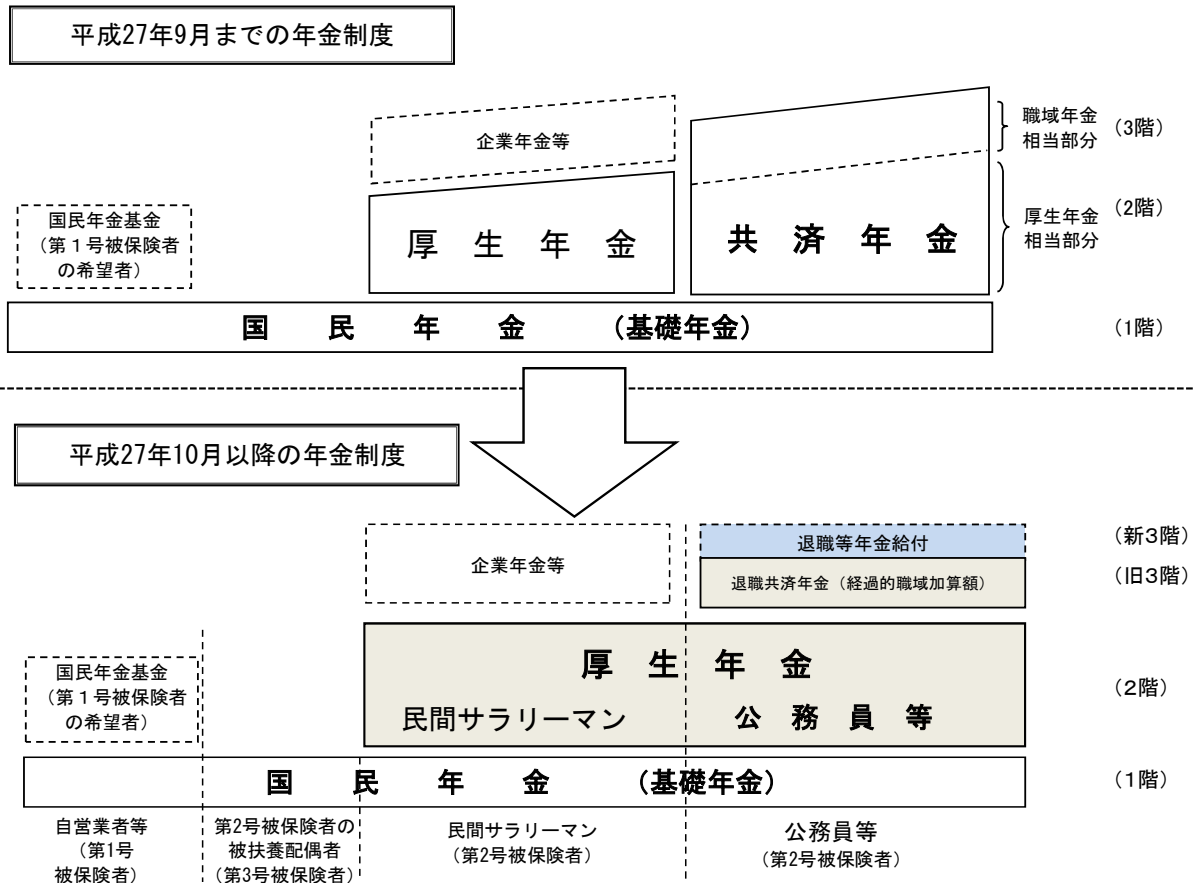 平成27年9月までの年金制度
企業年金等
職域年金
相当部分
（3階）
国民年金基金
（第１号被保険者
の希望者）
厚生年金
共済年金
厚生年金
相当部分
（2階）
国民年金（基礎年金）
（1階）
平成27年10月以降の年金制度
企業年金等
退職等年金給付
（新３階）
退職共済年金（経過的職域加算額）
（旧３階）
国民年金基金
（第１号被保険者
の希望者）
厚生年金
民間サラリーマン
公務員等
（２階）
国民年金（基礎年金）
（1階）
自営業者等
（第1号
被保険者）
第2号被保険者の
被扶養配偶者
（第3号被保険者）
民間サラリーマン
（第2号被保険者）
公務員等
（第2号被保険者）